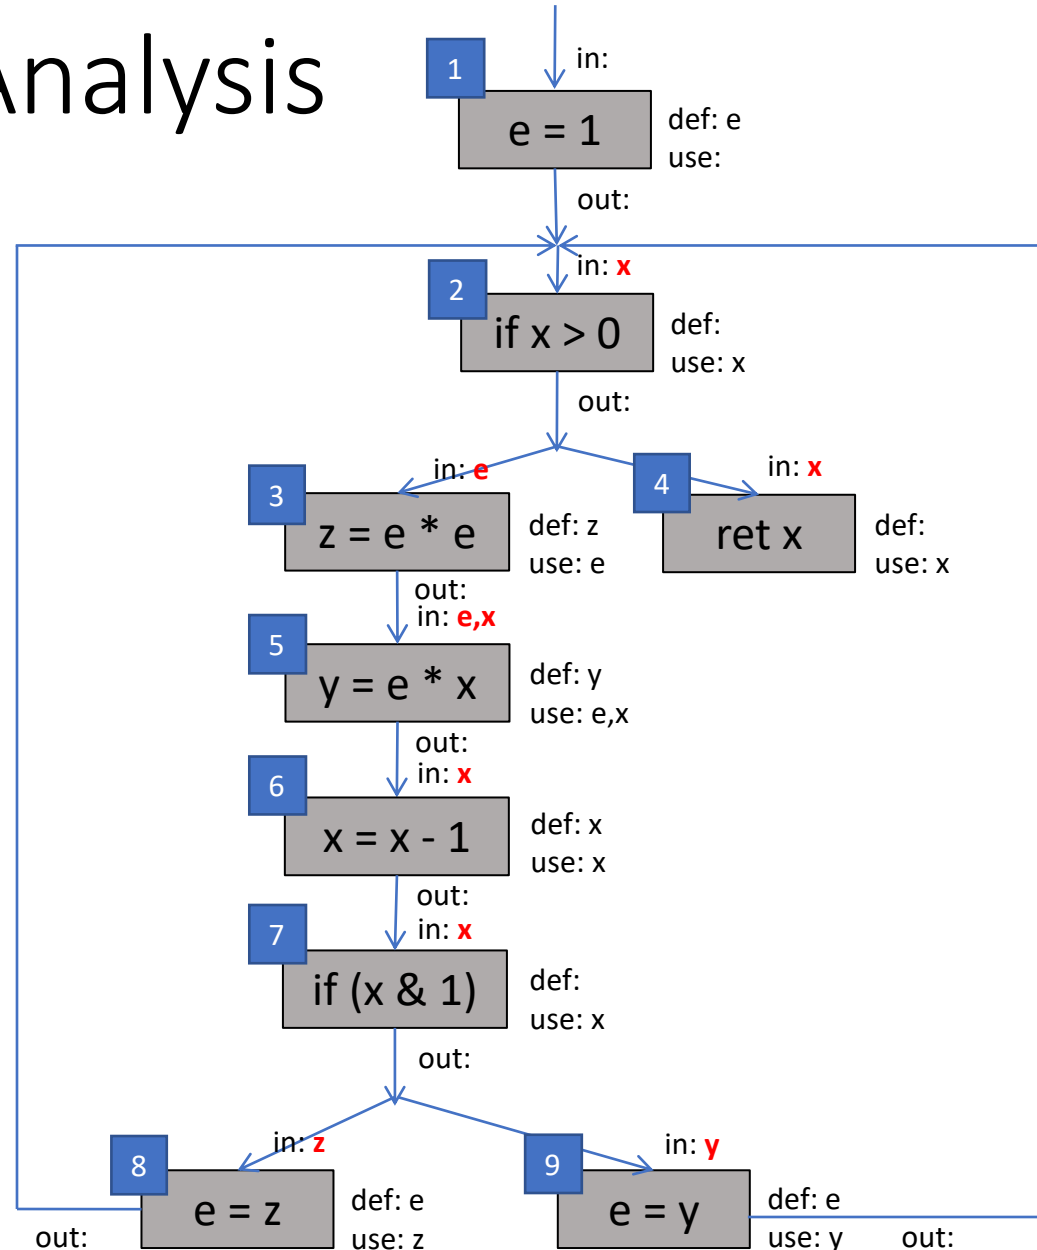 Analysis
1
in:
e = 1
def: e
use:
out:
in: x
2
if x > 0
def:
use: x
out:
in: e
3
z = e * e
def: z
use: e
out:
in: x
4
ret x
def:
use: x
in: e,x
5
y = e * x
def: y
use: e,x
out:
in: x
6
x = x - 1
def: x
use: x
out:
in: x
7
if (x & 1)
def:
use: x
out:
in: z
8
e = z
def: e
use: z
out:
in: y
9
e = y
def: e
use: y
out: